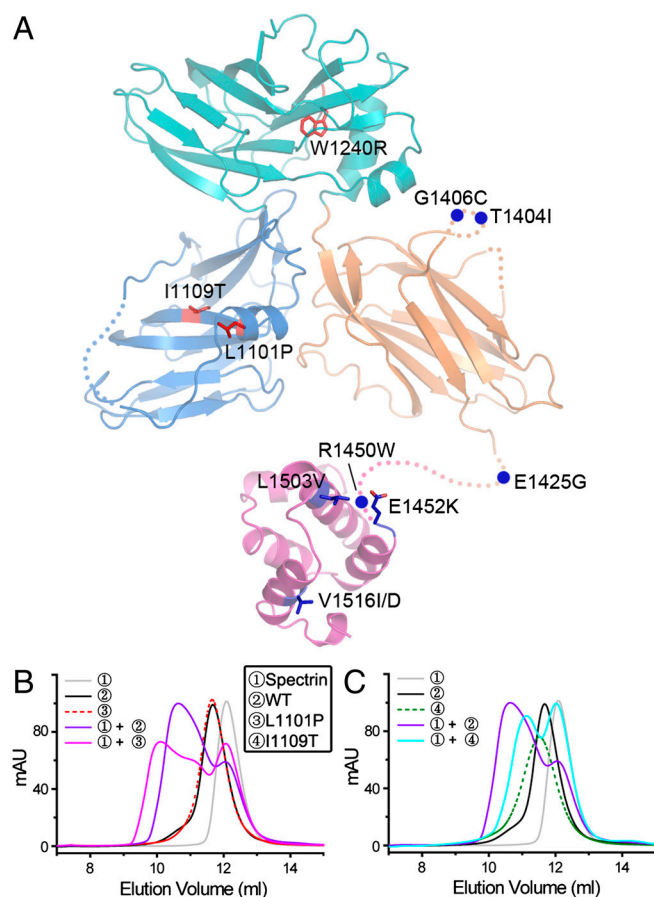 A
W1240R
G1406C
T1404I
I1109T
L1101P
R1450W
L1503V
E1452K
E1425G
V1516I/D
B
①
②
③
① + ②
① + ③
①Spectrin
②WT
③L1101P
④I1109T
mAU
80
40
0
8
10
12
14
Elution Volume (ml)
C
①
②
④
① + ②
① + ④
mAU
80
40
0
8
10
12
14
Elution Volume (ml)